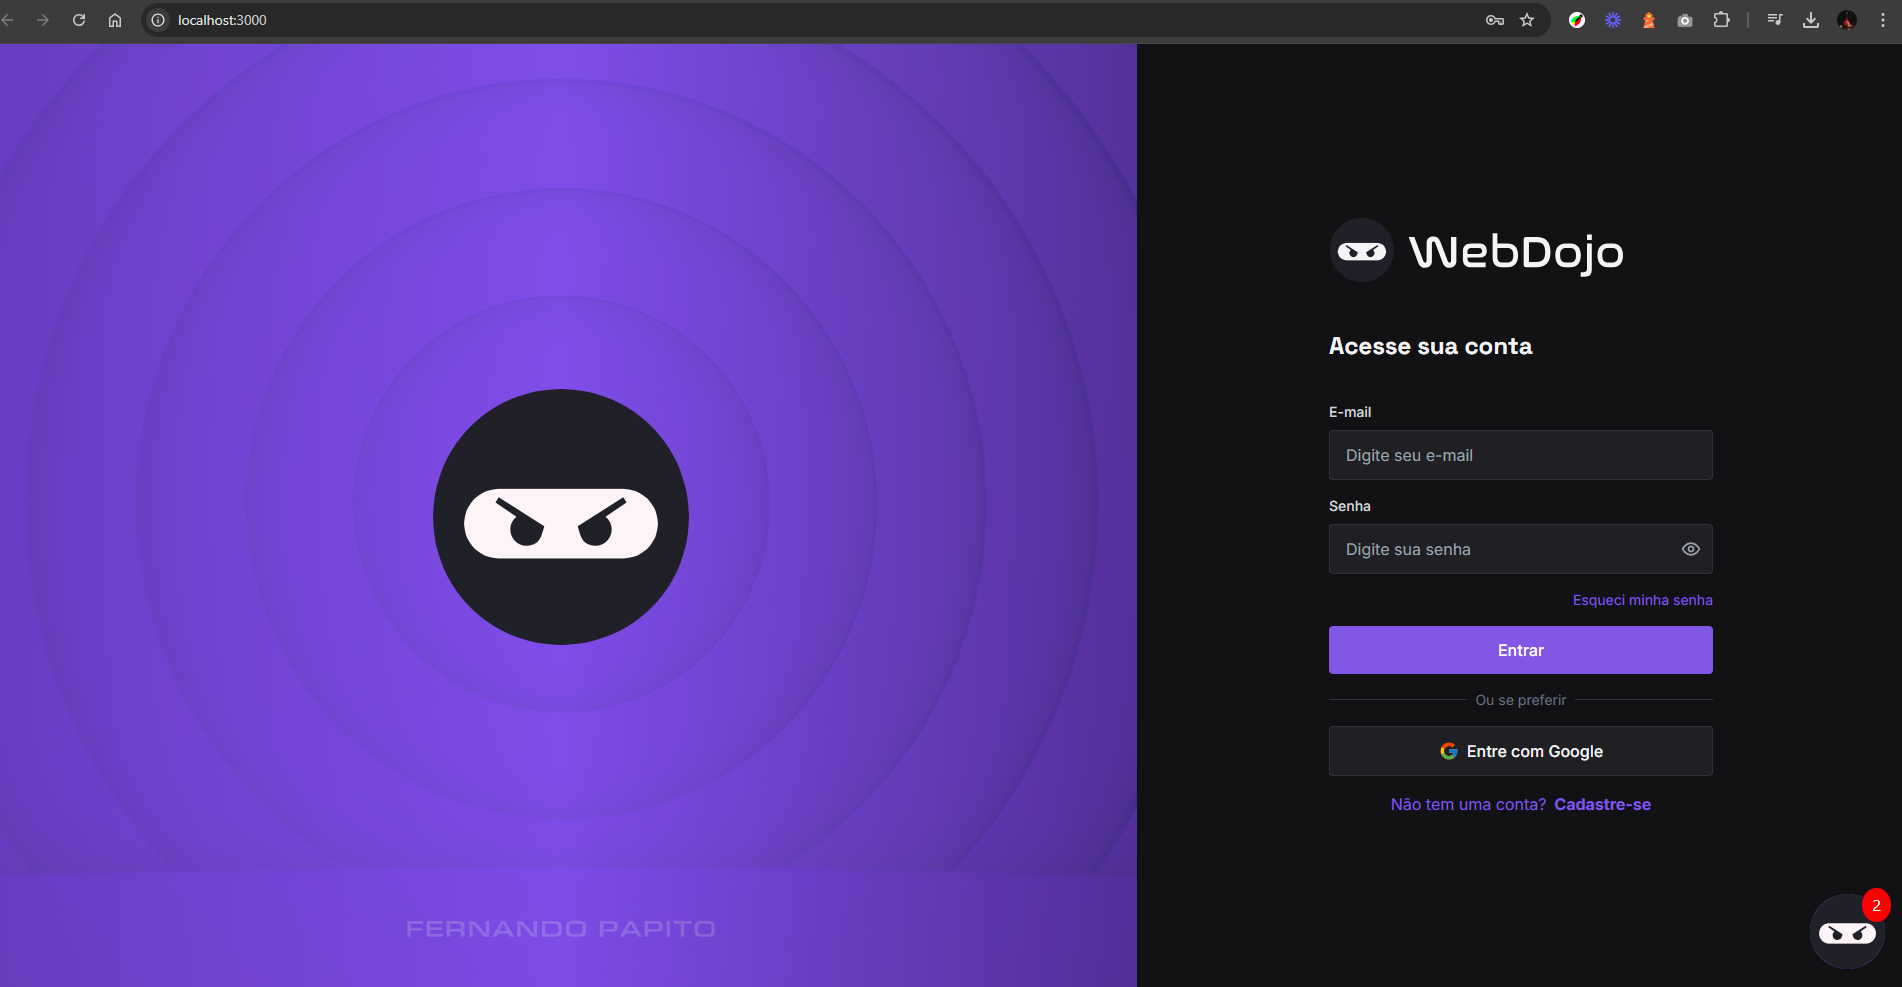 localhost:3000
WebDojo
Acesse sua conta
E-mail
Digite seu e-mail
Senha
Digite sua senha
Esqueci minha senha
Entrar
Ou se preferir
Entre com Google
Não tem uma conta? Cadastre-se
FERNANDO PAPITO
2